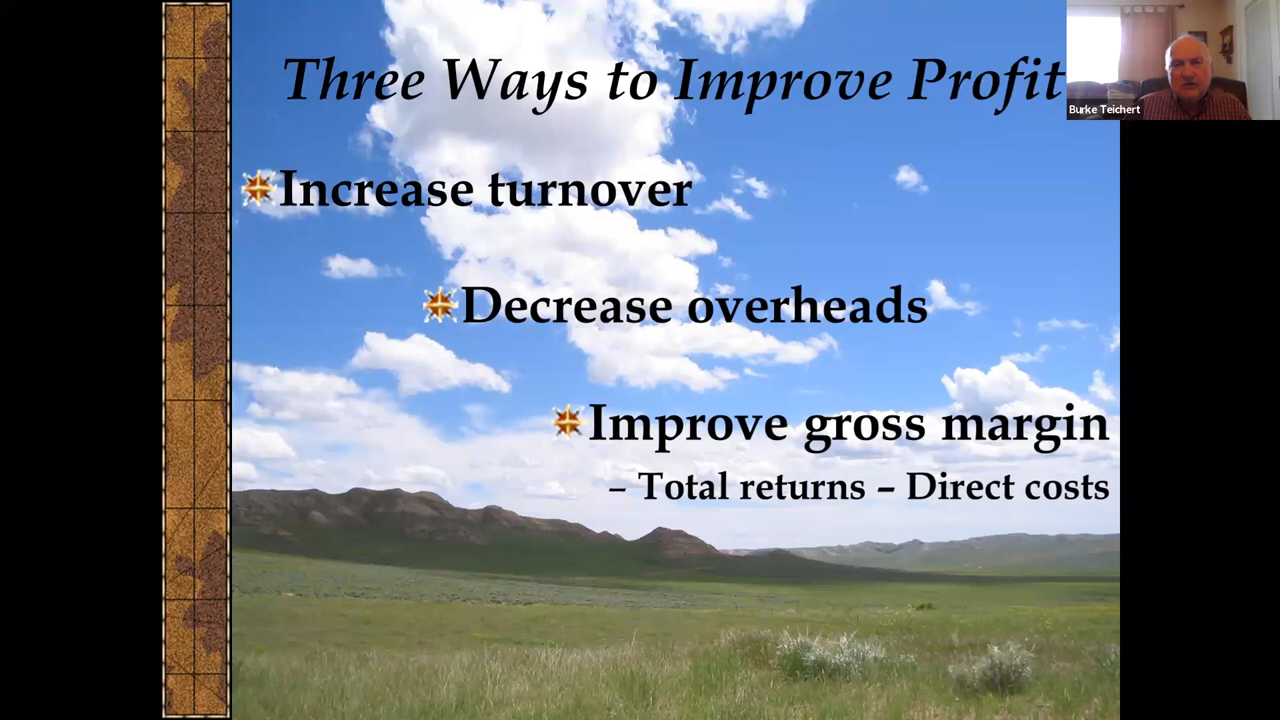 Three Ways to Improve Profit
Burke Teichert
Increase turnover
Decrease overheads
Improve gross margin
– Total returns – Direct costs